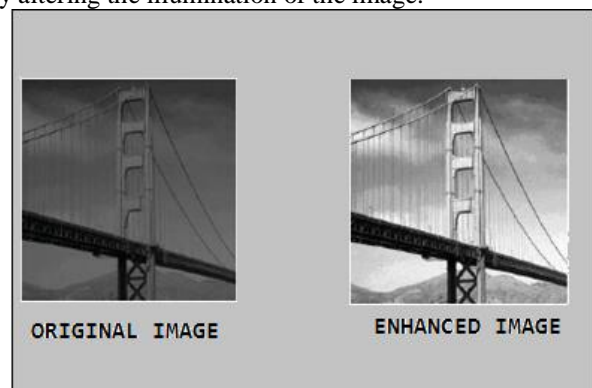 y altering the illumination of the image.
ORIGINAL IMAGE
ENHANCED IMAGE